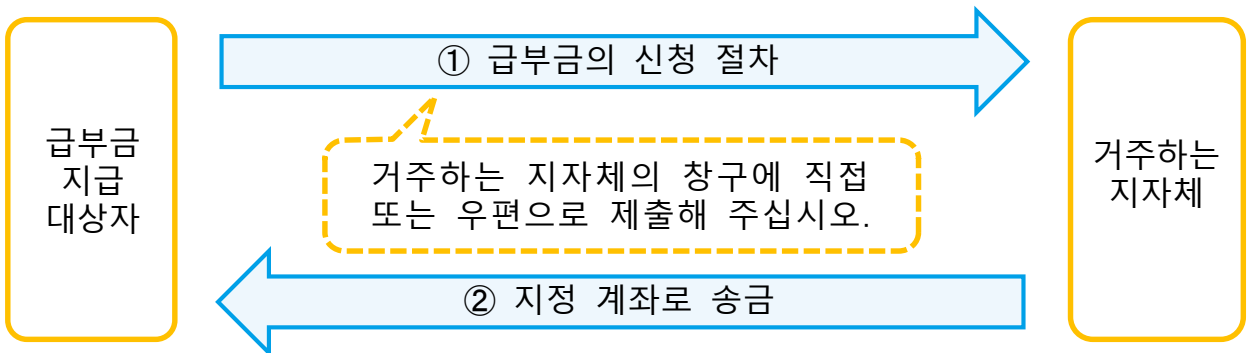 ① 급부금의 신청 절차
급부금
지급
대상자
거주하는 지자체의 창구에 직접
또는 우편으로 제출해 주십시오.
거주하는
지자체
② 지정 계좌로 송금